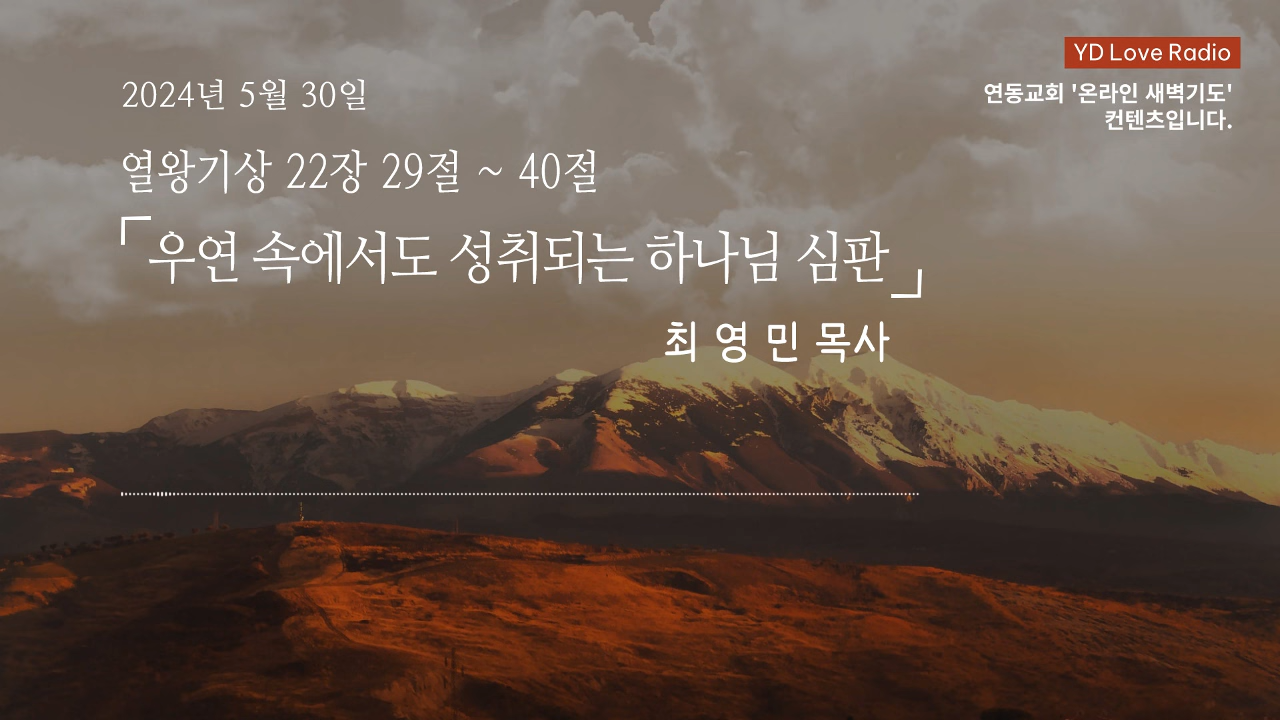 YD Love Radio
연동교회 '온라인 새벽기도'
컨텐츠입니다.
2024년 5월 30일
열왕기상 22장 29절 ~ 40절
「우연 속에서도 성취되는 하나님 심판」
최 영 민 목사